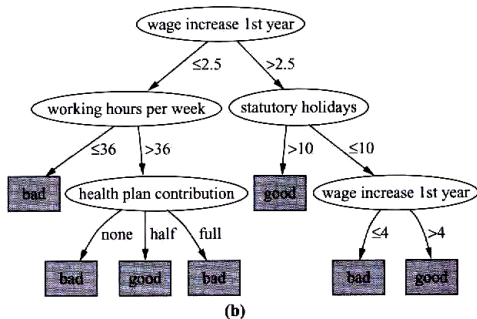 wage increase 1st year
≤2.5 >2.5
working hours per week statutory holidays
≤36 >36 >10 ≤10
bad health plan contribution good wage increase 1st year
none half full ≤4 >4
bad good bad bad good
(b)